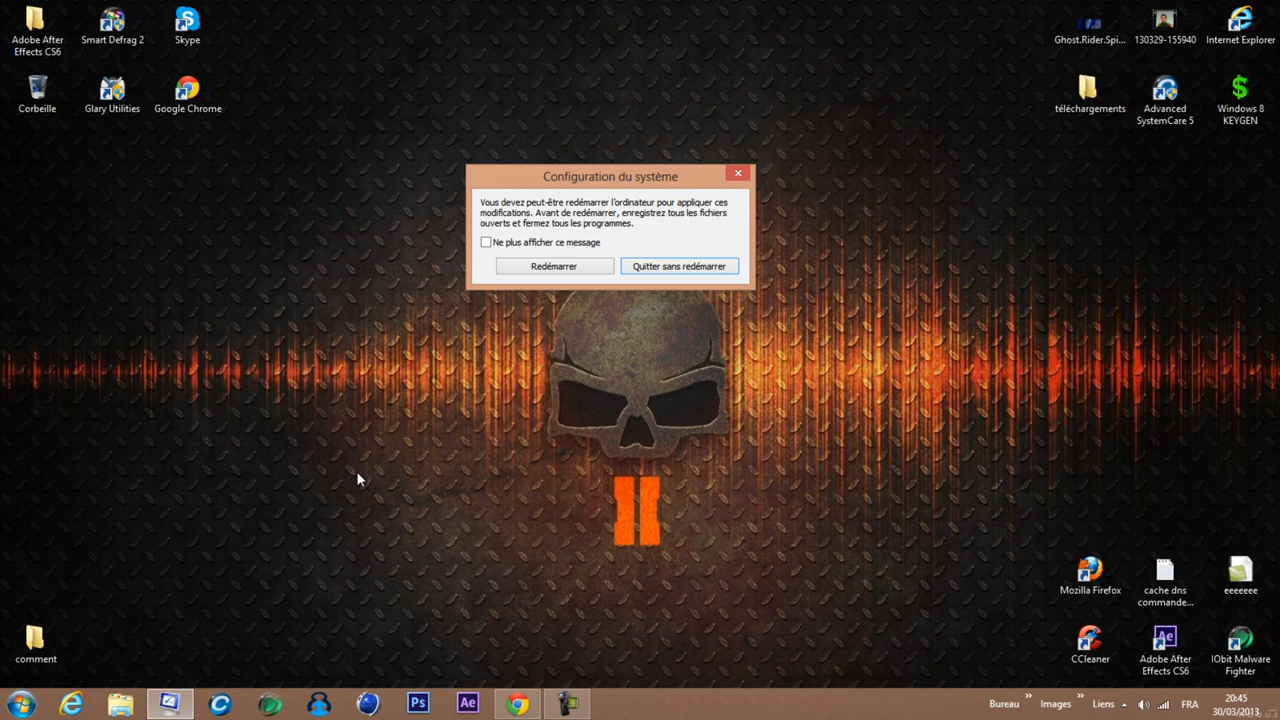 Adobe After
Effects CS6
Smart Defrag 2
Skype
Ghost.Rider.Spi...
130329-155940
Internet Explorer
Corbeille
Glary Utilities
Google Chrome
téléchargements
Advanced
SystemCare 5
Windows 8
KEYGEN
Configuration du système
Vous devez peut-être redémarrer l'ordinateur pour appliquer ces
modifications. Avant de redémarrer, enregistrez tous les fichiers
ouverts et fermez tous les programmes.
Ne plus afficher ce message
Redémarrer
Quitter sans redémarrer
Mozilla Firefox
cache dns
commande...
eeeeeee
comment
CCleaner
Adobe After
Effects CS6
IObit Malware
Fighter
Ps
Ae
Bureau
Images
Liens
FRA
20:45
30/03/2013